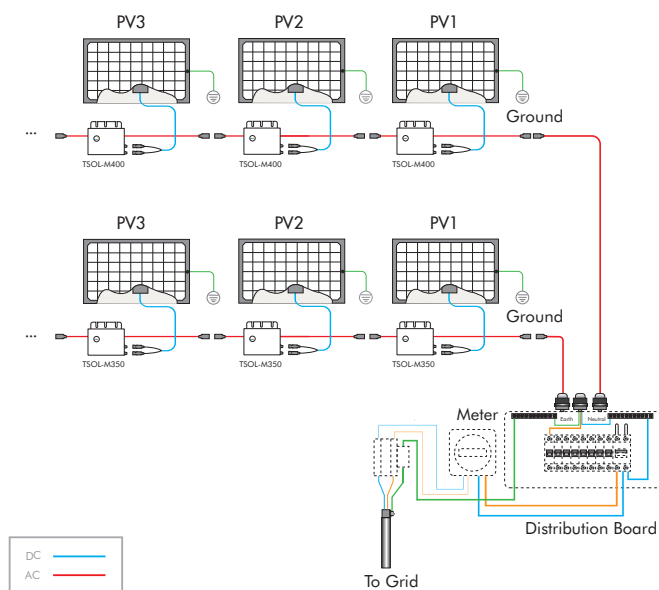 PV3 PV2 PV1
Ground
...
TSOL-M400 TSOL-M400 TSOL-M400
PV3 PV2 PV1
Ground
...
TSOL-M350 TSOL-M350 TSOL-M350
Meter
Earth Neutral
Distribution Board
DC
AC
To Grid